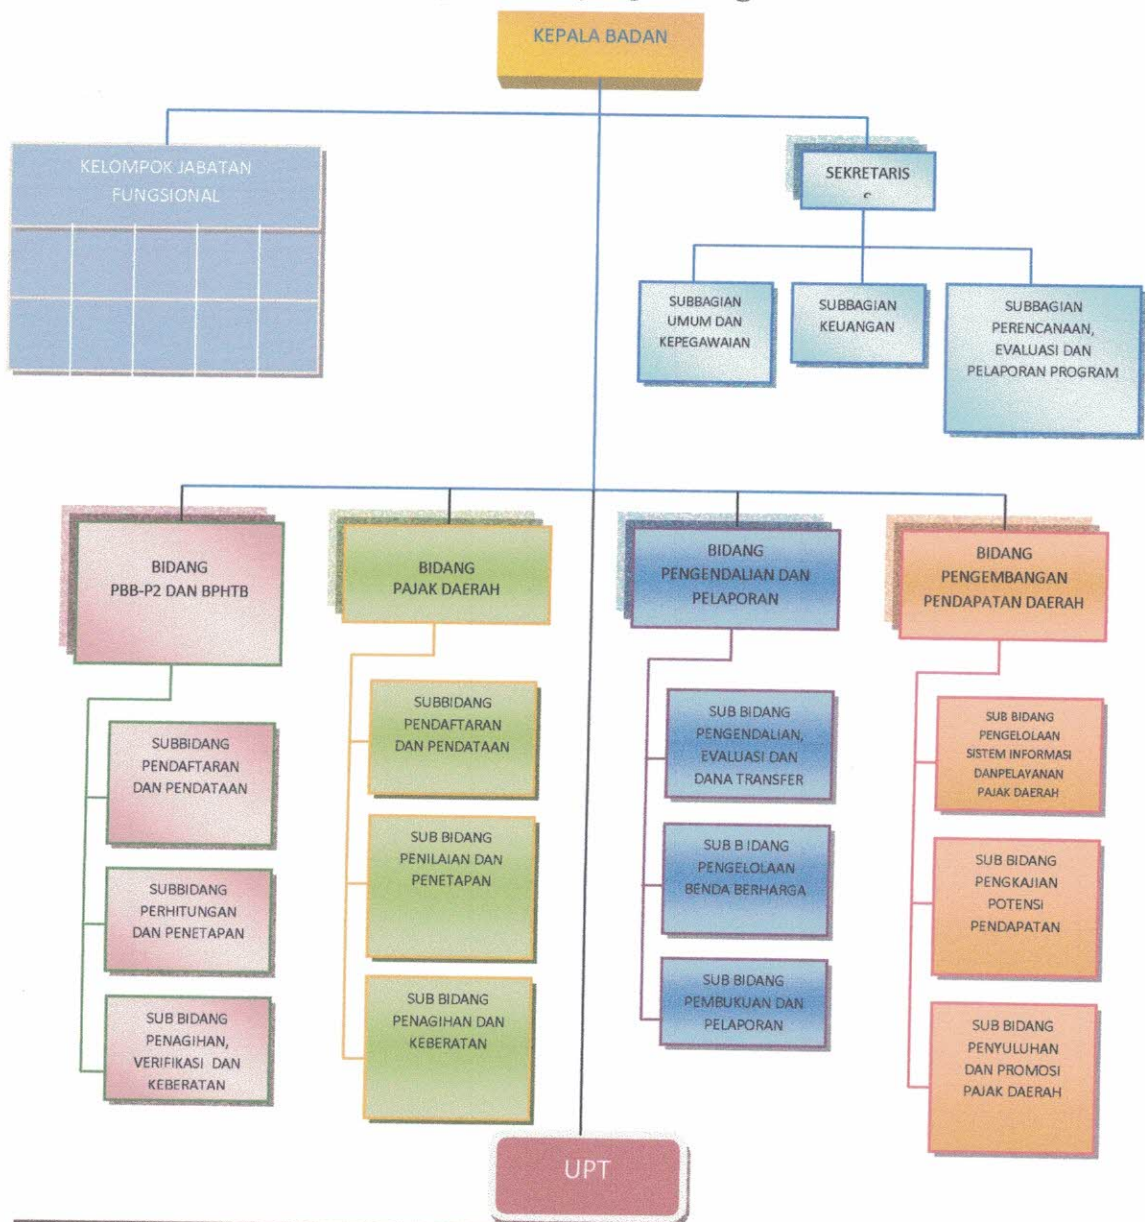 KEPALA BADAN
KELOMPOK JABATAN
FUNGSIONAL
SEKRETARIS
SUBBAGIAN
UMUM DAN
KEPEGAWAIAN
SUBBAGIAN
KEUANGAN
SUBBAGIAN
PERENCANAAN,
EVALUASI DAN
PELAPORAN PROGRAM
BIDANG
PBB-P2 DAN BPHTB
BIDANG
PAJAK DAERAH
BIDANG
PENGENDALIAN DAN
PELAPORAN
BIDANG
PENGEMBANGAN
PENDAPATAN DAERAH
SUBBIDANG
PENDAFTARAN
DAN PENDATAAN
SUBBIDANG
PERHITUNGAN
DAN PENETAPAN
SUB BIDANG
PENAGIHAN,
VERIFIKASI DAN
KEBERATAN
SUBBIDANG
PENDAFTARAN
DAN PENDATAAN
SUB BIDANG
PENILAIAN DAN
PENETAPAN
SUB BIDANG
PENAGIHAN DAN
KEBERATAN
SUB BIDANG
PENGENDALIAN,
EVALUASI DAN
DANA TRANSFER
SUB B IDANG
PENGELOLAAN
BENDA BERHARGA
SUB BIDANG
PEMBUKUAN DAN
PELAPORAN
SUB BIDANG
PENGELOLAAN
SISTEM INFORMASI
DANPELAYANAN
PAJAK DAERAH
SUB BIDANG
PENGKAJIAN
POTENSI
PENDAPATAN
SUB BIDANG
PENYULUHAN
DAN PROMOSI
PAJAK DAERAH
UPT